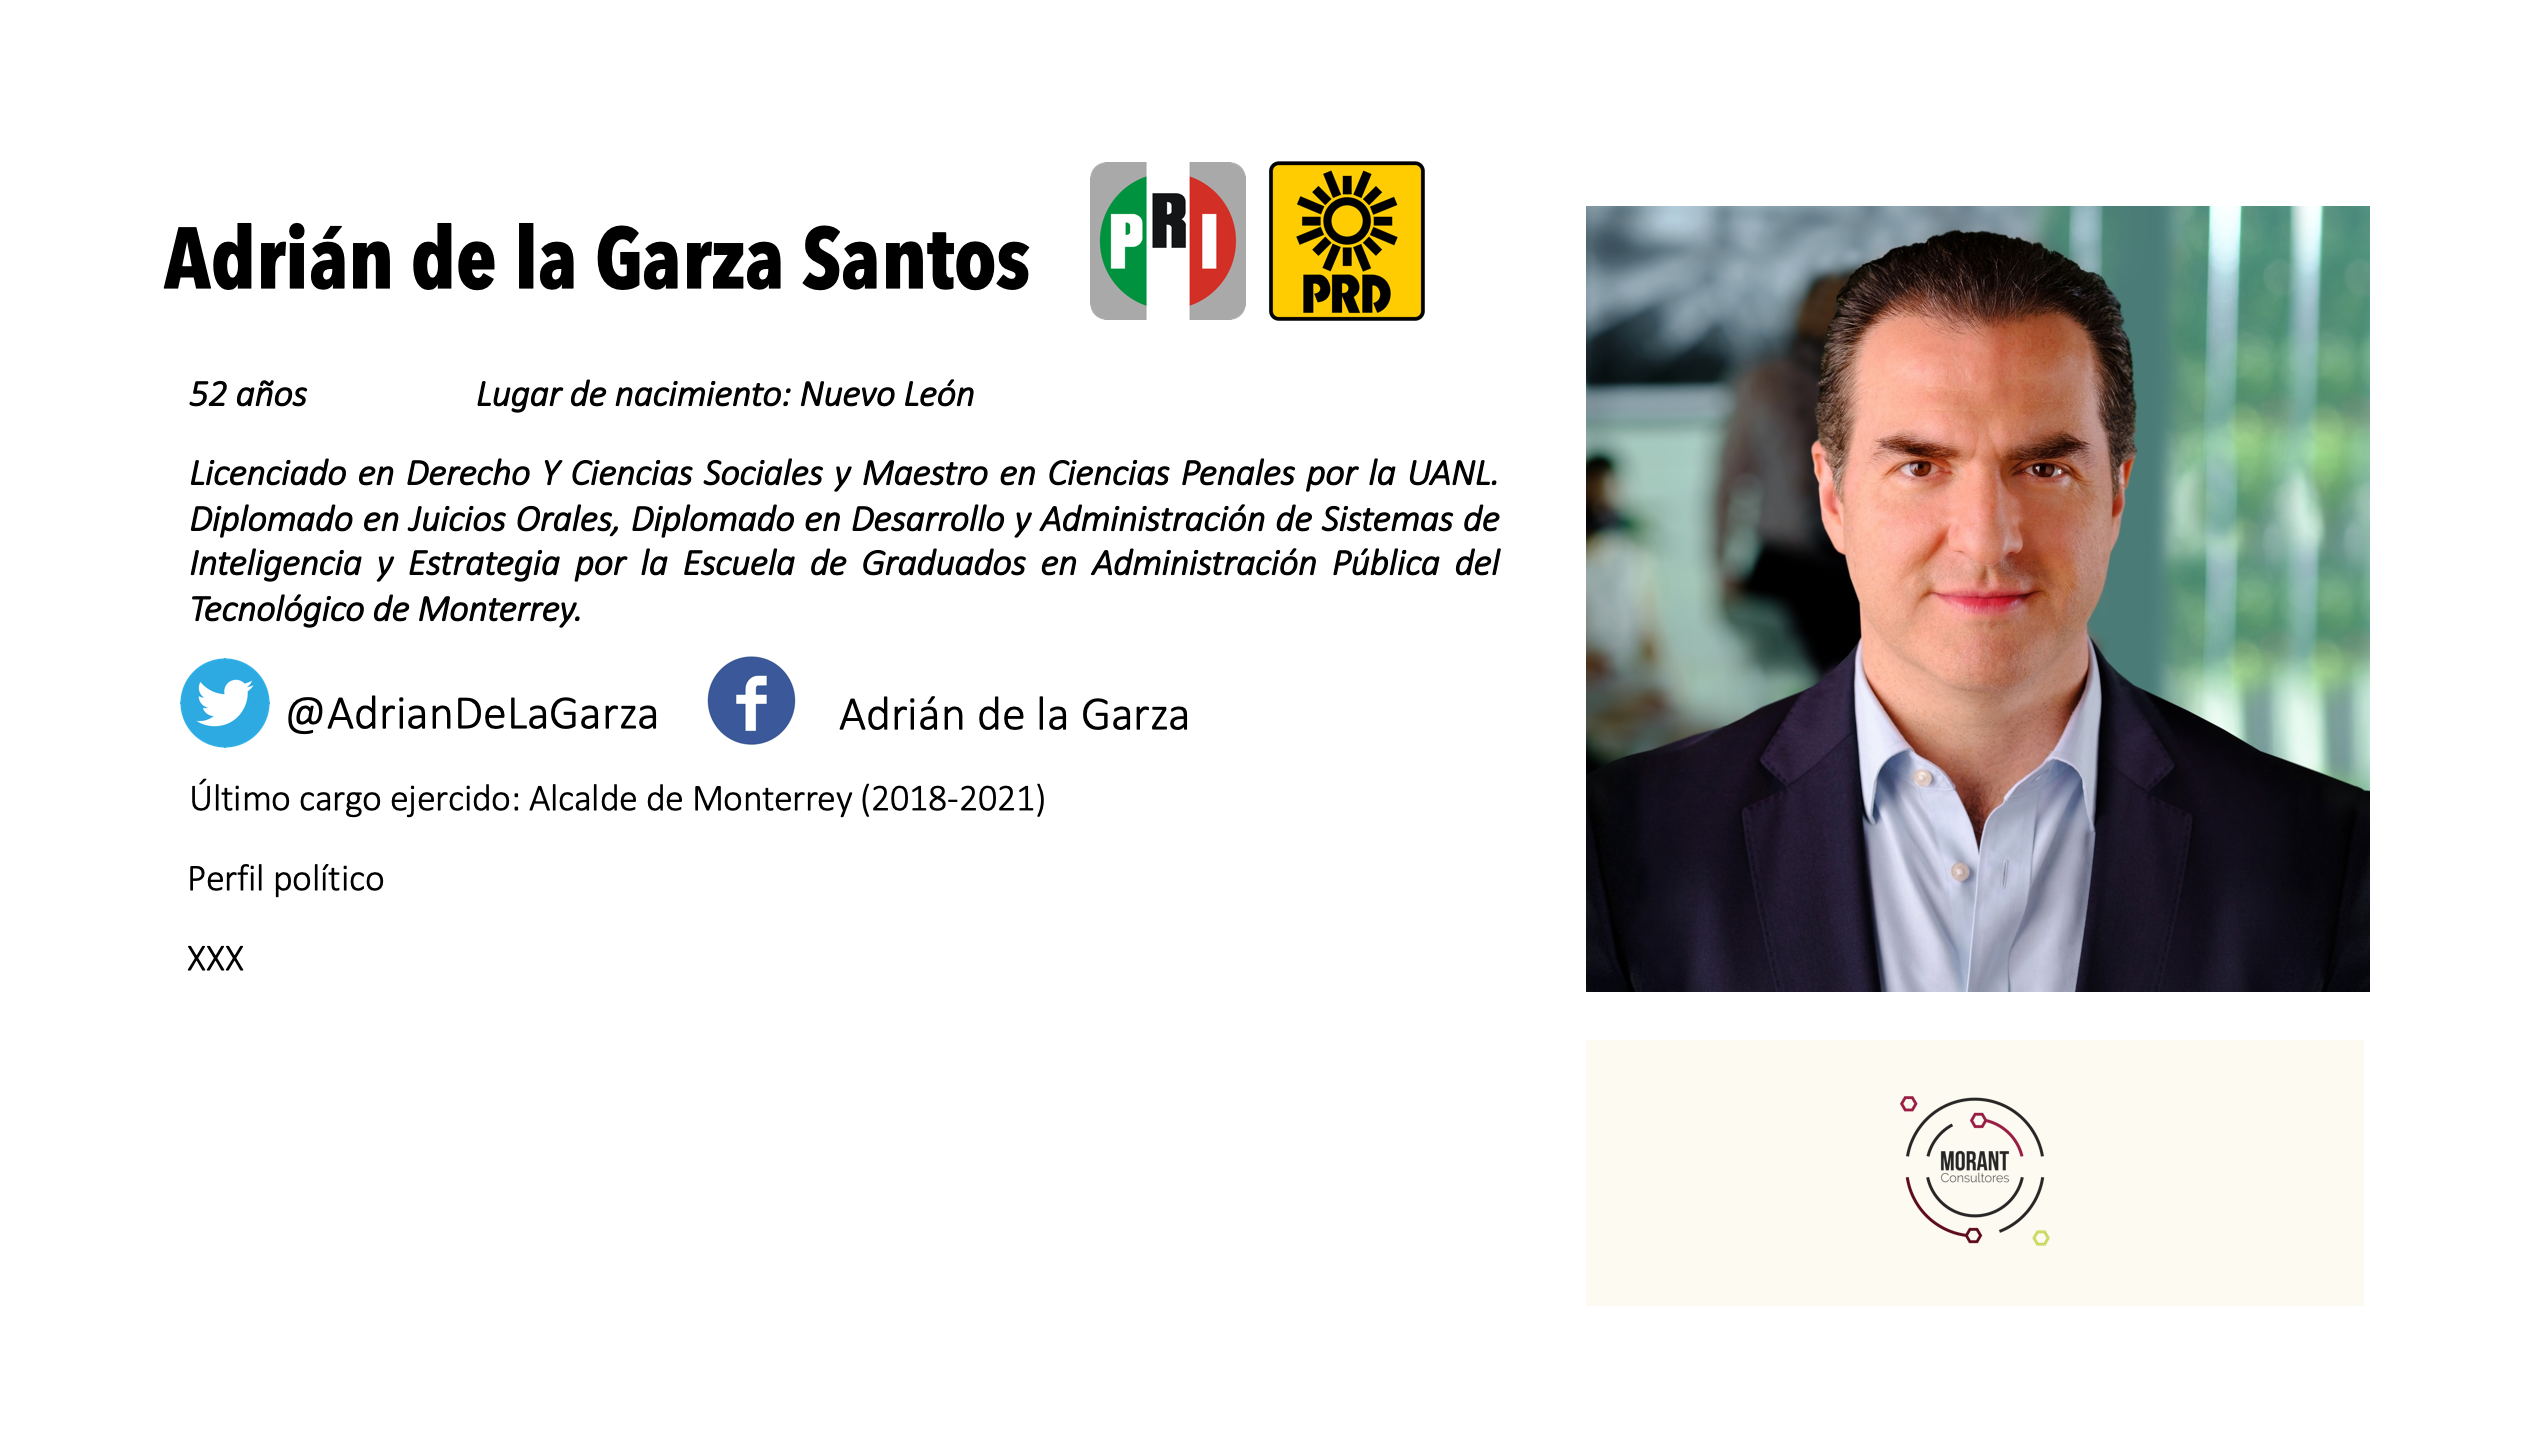 Adrián de la Garza Santos
PRI
PRD
52 años Lugar de nacimiento: Nuevo León
Licenciado en Derecho Y Ciencias Sociales y Maestro en Ciencias Penales por la UANL.
Diplomado en Juicios Orales, Diplomado en Desarrollo y Administración de Sistemas de
Inteligencia y Estrategia por la Escuela de Graduados en Administración Pública del
Tecnológico de Monterrey.
@AdrianDeLaGarza Adrián de la Garza
Último cargo ejercido: Alcalde de Monterrey (2018-2021)
Perfil político
XXX
MORANT
Consultores